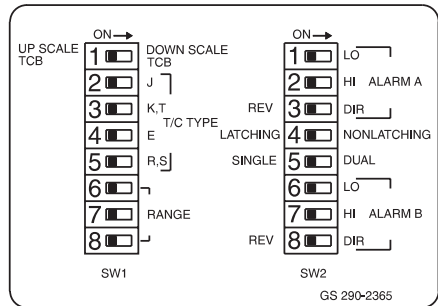 ON→
UP SCALE TCB
1
DOWN SCALE TCB
2
J
3
K,T
T/C TYPE
4
E
5
R,S
6
7
RANGE
8
SW1
ON→
1
LO
2
HI
ALARM A
REV
3
DIR
LATCHING
4
NONLATCHING
SINGLE
5
DUAL
6
LO
7
HI
ALARM B
REV
8
DIR
SW2
GS 290-2365